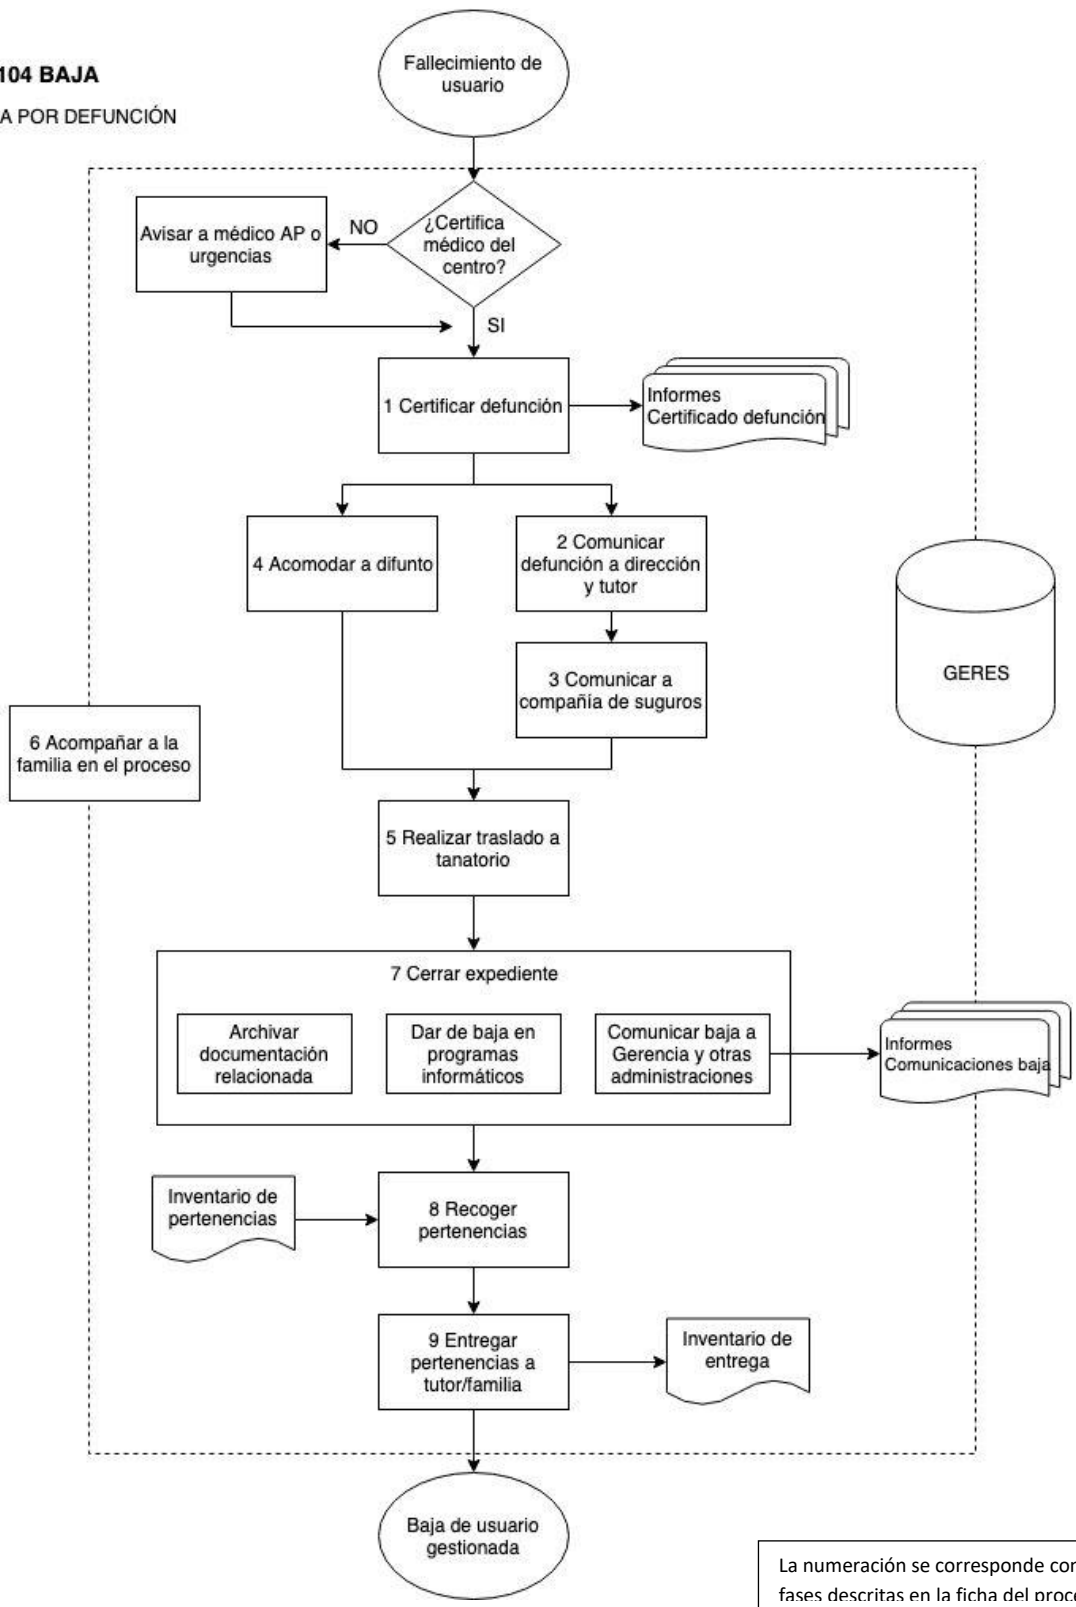 104 BAJA
A POR DEFUNCIÓN
Fallecimiento de
usuario
¿Certifica
médico del
centro?
NO
Avisar a médico AP o
urgencias
SI
1 Certificar defunción
Informes
Certificado defunción
4 Acomodar a difunto
2 Comunicar
defunción a dirección
y tutor
3 Comunicar a
compañía de suguros
GERES
6 Acompañar a la
familia en el proceso
5 Realizar traslado a
tanatorio
7 Cerrar expediente
Archivar
documentación
relacionada
Dar de baja en
programas
informáticos
Comunicar baja a
Gerencia y otras
administraciones
Informes
Comunicaciones baja
Inventario de
pertenencias
8 Recoger
pertenencias
9 Entregar
pertenencias a
tutor/familia
Inventario de
entrega
Baja de usuario
gestionada
La numeración se corresponde con
fases descritas en la ficha del proce